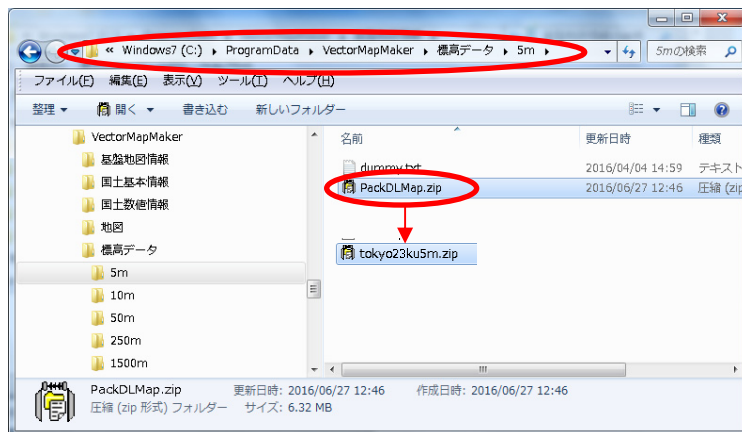 « Windows7 (C:) ▸ ProgramData ▸ VectorMapMaker ▸ 標高データ ▸ 5m ▸
5mの検索
ファイル(F) 編集(E) 表示(V) ツール(T) ヘルプ(H)
整理 ▼ 開く ▼ 書き込む 新しいフォルダー
VectorMapMaker
基盤地図情報
国土基本情報
国土数値情報
地図
標高データ
5m
10m
50m
250m
1500m
名前 更新日時 種類
dummy.txt 2016/04/04 14:59 テキスト
PackDLMap.zip 2016/06/27 12:46 圧縮 (zip
tokyo23ku5m.zip
PackDLMap.zip 更新日時: 2016/06/27 12:46 作成日時: 2016/06/27 12:46
圧縮 (zip 形式) フォルダー サイズ: 6.32 MB